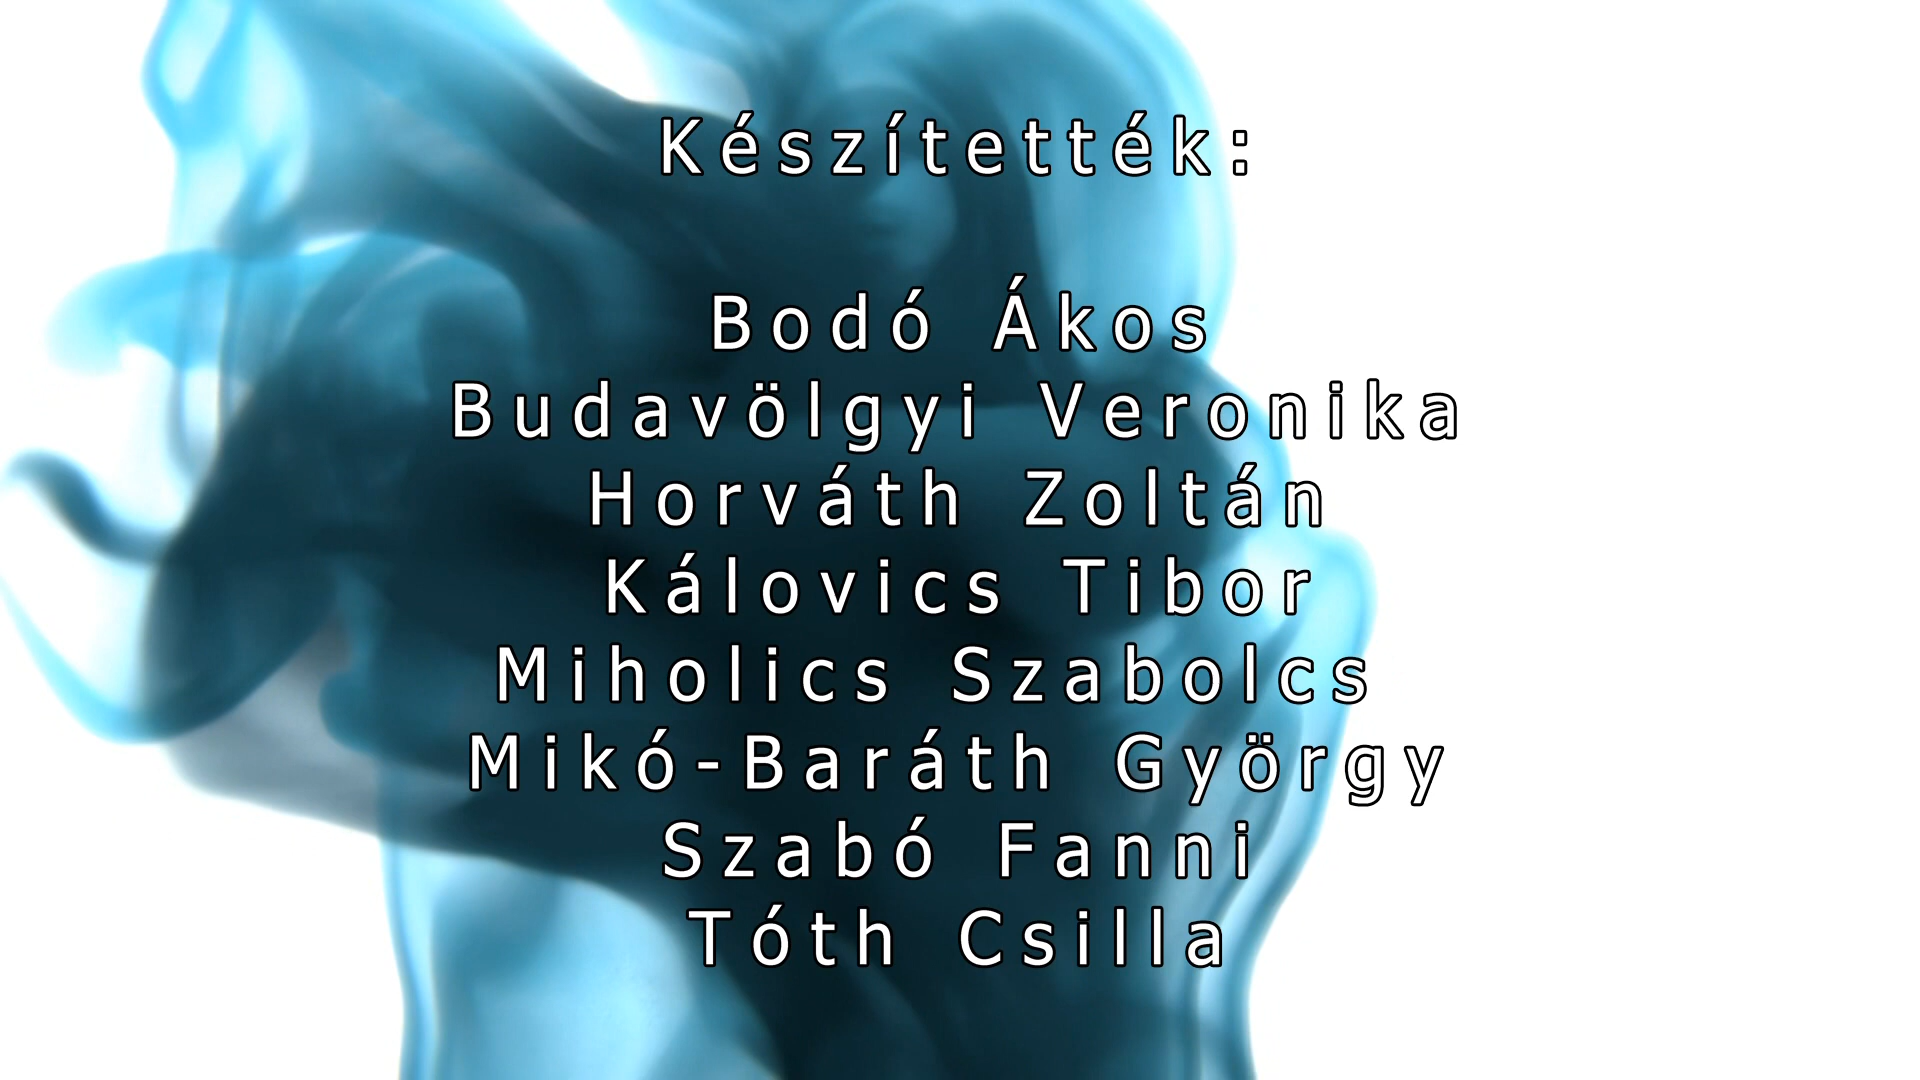 Készítették:
Bodó Ákos
Budavölgyi Veronika
Horváth Zoltán
Kálovics Tibor
Miholics Szabolcs
Mikó-Baráth György
Szabó Fanni
Tóth Csilla